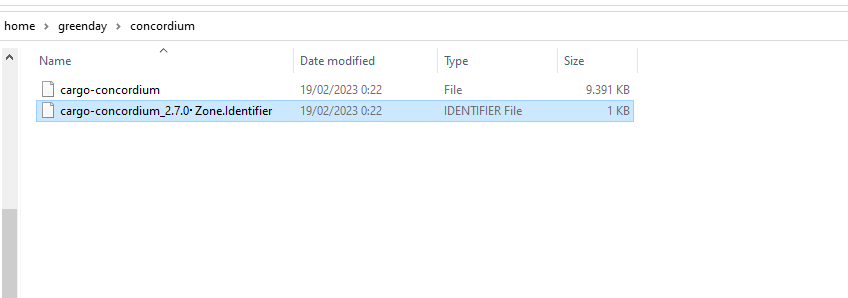 home > greenday > concordium
Name Date modified Type Size
cargo-concordium 19/02/2023 0:22 File 9.391 KB
cargo-concordium_2.7.0· Zone.Identifier 19/02/2023 0:22 IDENTIFIER File 1 KB